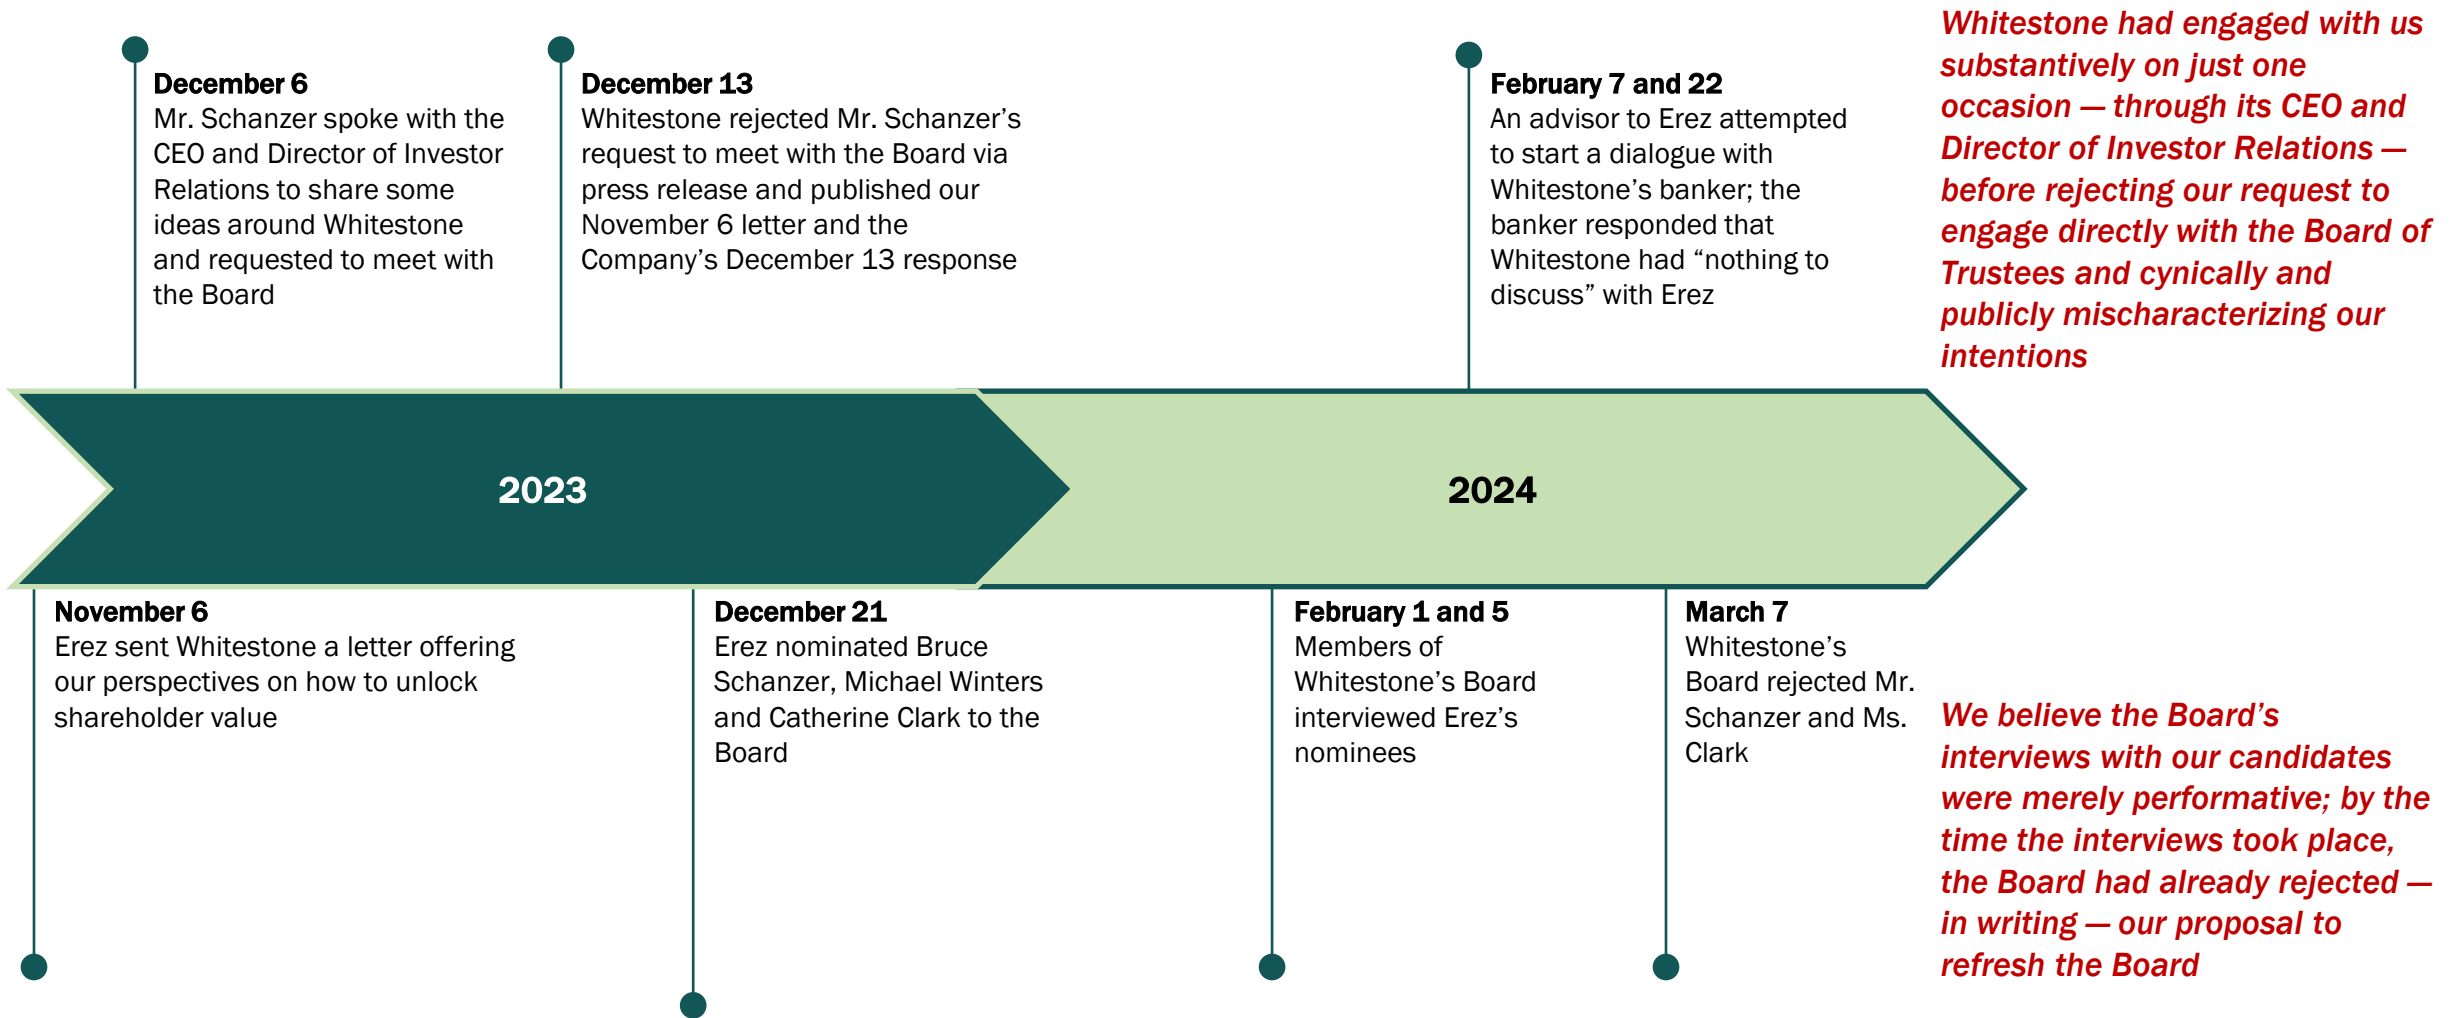 December 6
Mr. Schanzer spoke with the
CEO and Director of Investor
Relations to share some
ideas around Whitestone
and requested to meet with
the Board
December 13
Whitestone rejected Mr. Schanzer’s
request to meet with the Board via
press release and published our
November 6 letter and the
Company’s December 13 response
February 7 and 22
An advisor to Erez attempted
to start a dialogue with
Whitestone’s banker; the
banker responded that
Whitestone had “nothing to
discuss” with Erez
Whitestone had engaged with us
substantively on just one
occasion — through its CEO and
Director of Investor Relations —
before rejecting our request to
engage directly with the Board of
Trustees and cynically and
publicly mischaracterizing our
intentions
2023
2024
November 6
Erez sent Whitestone a letter offering
our perspectives on how to unlock
shareholder value
December 21
Erez nominated Bruce
Schanzer, Michael Winters
and Catherine Clark to the
Board
February 1 and 5
Members of
Whitestone’s Board
interviewed Erez’s
nominees
March 7
Whitestone’s
Board rejected Mr.
Schanzer and Ms.
Clark
We believe the Board’s
interviews with our candidates
were merely performative; by the
time the interviews took place,
the Board had already rejected —
in writing — our proposal to
refresh the Board